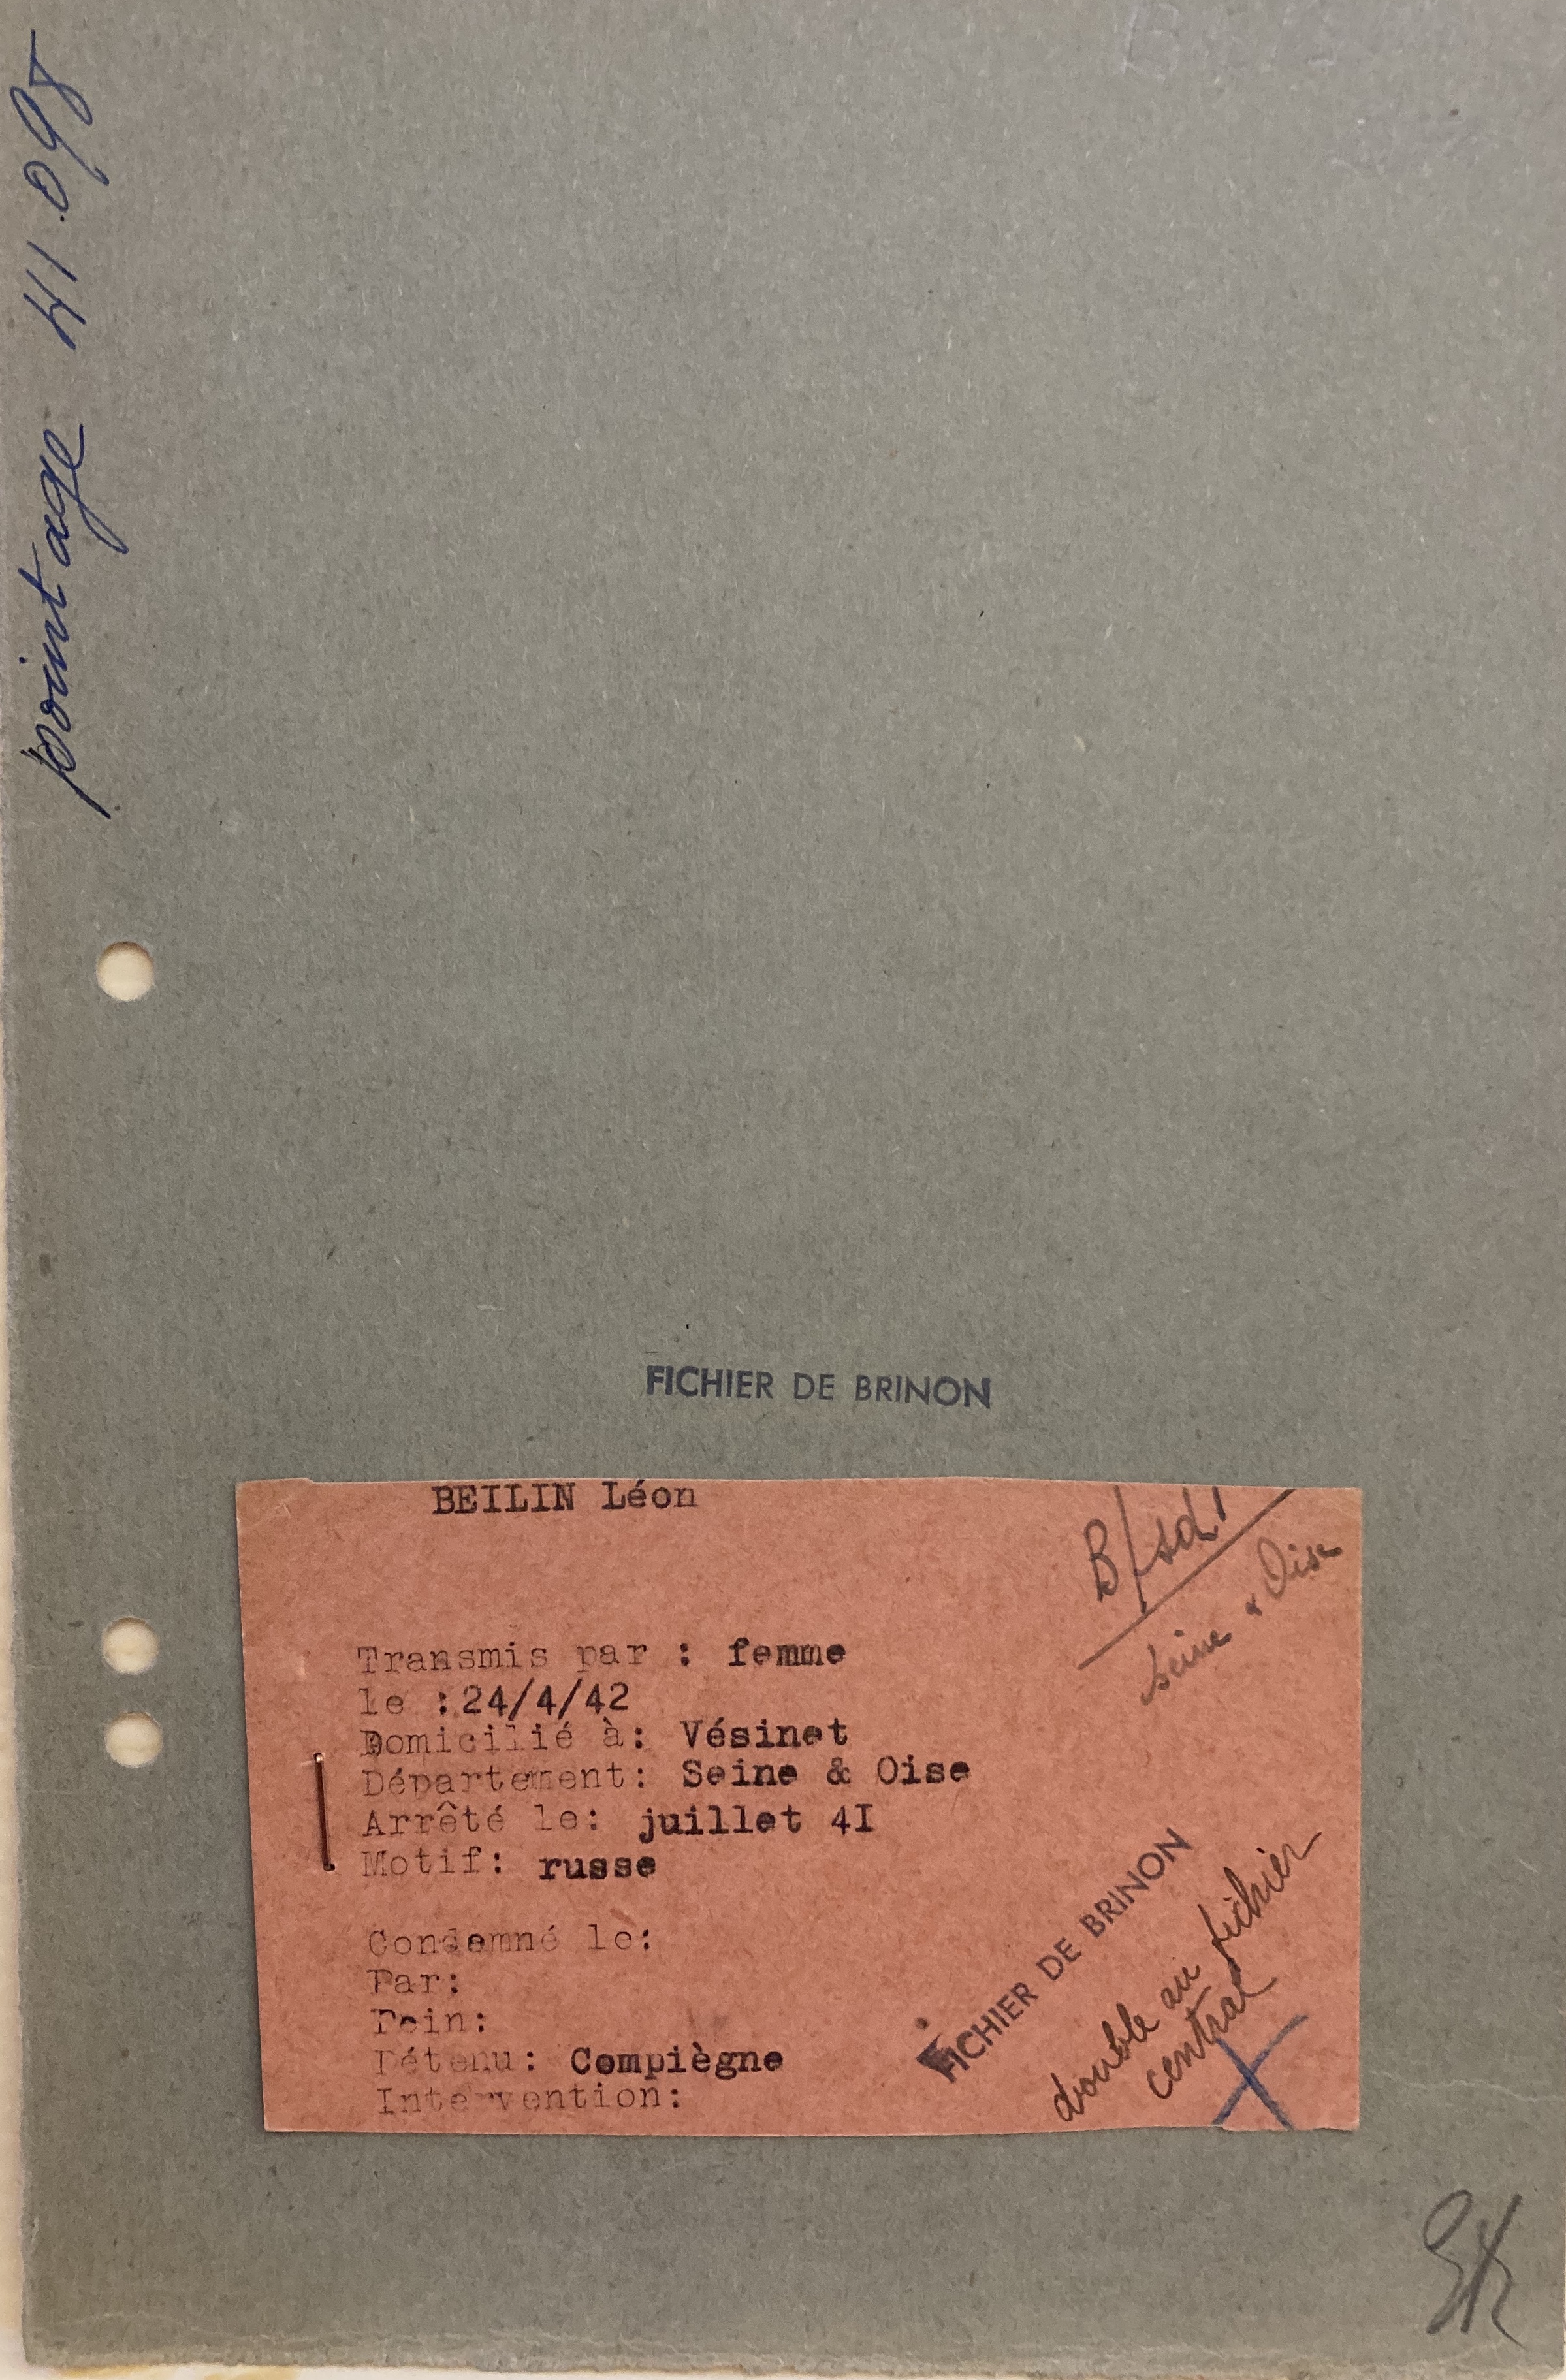 pointage 41.098
FICHIER DE BRINON
BEILIN Léon
Seine & Oise
Transmis par : femme
le :24/4/42
Domicilié à: Vésinet
Département: Seine & Oise
Arrêté le: juillet 4I
Motif: russe
Condamné le:
Par:
Pein:
Détenu: Compiègne
Intervention:
FICHIER DE BRINON
double au fichier
central